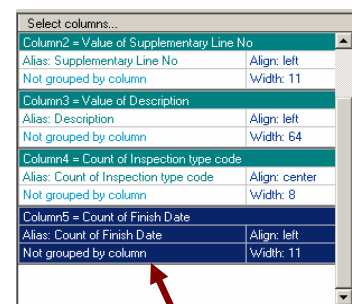 Select columns...
Column2 = Value of Supplementary Line No
Alias: Supplementary Line No Align: left
Not grouped by column Width: 11
Column3 = Value of Description
Alias: Description Align: left
Not grouped by column Width: 64
Column4 = Count of Inspection type code
Alias: Count of Inspection type code Align: center
Not grouped by column Width: 8
Column5 = Count of Finish Date
Alias: Count of Finish Date Align: left
Not grouped by column Width: 11